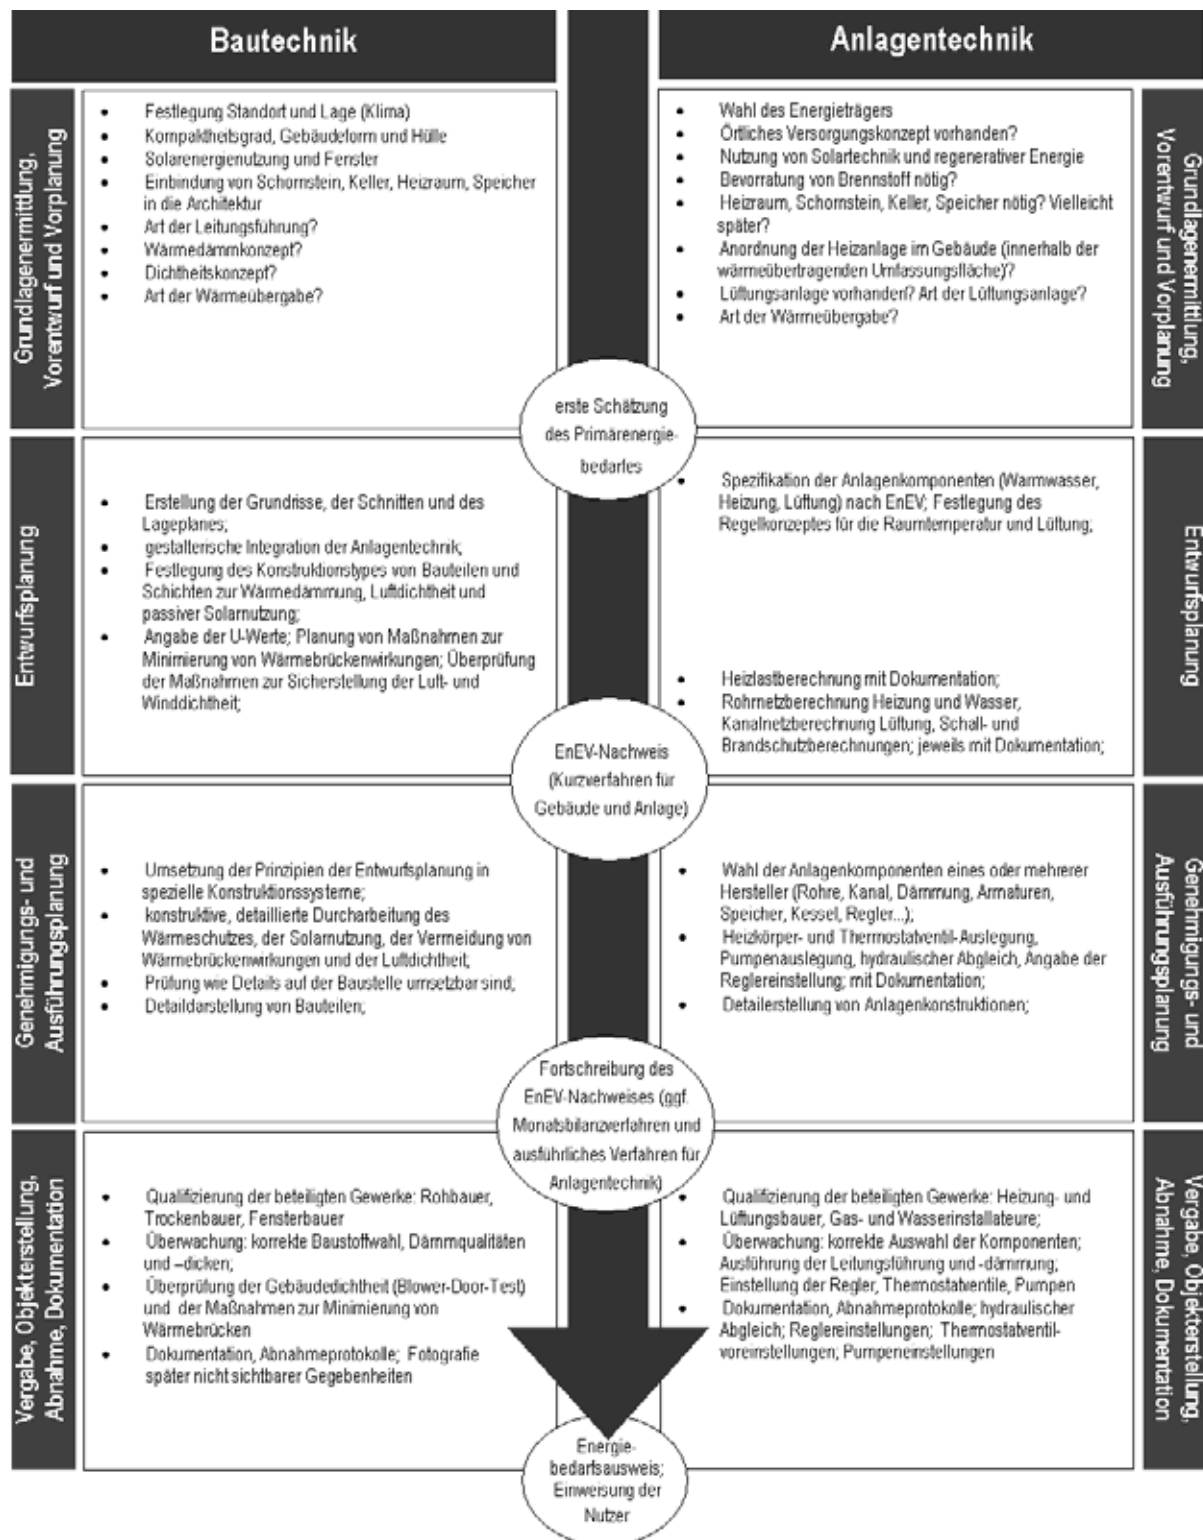 Bautechnik
Anlagentechnik
Grundlagenermittlung,
Vorentwurf und Vorplanung
• Festlegung Standort und Lage (Klima)
• Kompaktheitsgrad, Gebäudeform und Hülle
• Solarenergienutzung und Fenster
• Einbindung von Schornstein, Keller, Heizraum, Speicher
in die Architektur
• Art der Leitungsführung?
• Wärmedämmkonzept?
• Dichtheitskonzept?
• Art der Wärmeübergabe?
• Wahl des Energieträgers
• Örtliches Versorgungskonzept vorhanden?
• Nutzung von Solartechnik und regenerativer Energie
• Bevorratung von Brennstoff nötig?
• Heizraum, Schornstein, Keller, Speicher nötig? Vielleicht
später?
• Anordnung der Heizanlage im Gebäude (innerhalb der
wärmeübertragenden Umfassungsfläche)?
• Lüftungsanlage vorhanden? Art der Lüftungsanlage?
• Art der Wärmeübergabe?
Grundlagenermittlung,
Vorentwurf und Vorplanung
erste Schätzung
des Primärenergie-
bedarfes
Entwurfsplanung
• Erstellung der Grundrisse, der Schnitten und des
Lageplanes;
• gestalterische Integration der Anlagentechnik;
• Festlegung des Konstruktionstypes von Bauteilen und
Schichten zur Wärmedämmung, Luftdichtheit und
passiver Solarnutzung;
• Angabe der U-Werte; Planung von Maßnahmen zur
Minimierung von Wärmebrückenwirkungen; Überprüfung
der Maßnahmen zur Sicherstellung der Luft- und
Winddichtheit;
• Spezifikation der Anlagenkomponenten (Warmwasser,
Heizung, Lüftung) nach EnEV; Festlegung des
Regelkonzeptes für die Raumtemperatur und Lüftung;
• Heizlastberechnung mit Dokumentation;
• Rohrnetzberechnung Heizung und Wasser,
Kanalnetzberechnung Lüftung, Schall- und
Brandschutzberechnungen; jeweils mit Dokumentation;
Entwurfsplanung
EnEV-Nachweis
(Kurzverfahren für
Gebäude und Anlage)
Genehmigungs- und
Ausführungsplanung
• Umsetzung der Prinzipien der Entwurfsplanung in
spezielle Konstruktionssysteme;
• konstruktive, detaillierte Durcharbeitung des
Wärmeschutzes, der Solarnutzung, der Vermeidung von
Wärmebrückenwirkungen und der Luftdichtheit;
• Prüfung wie Details auf der Baustelle umsetzbar sind;
• Detaildarstellung von Bauteilen;
• Wahl der Anlagenkomponenten eines oder mehrerer
Hersteller (Rohre, Kanal, Dämmung, Armaturen,
Speicher, Kessel, Regler...);
• Heizkörper- und Thermostatventil-Auslegung,
Pumpenauslegung, hydraulischer Abgleich, Angabe der
Reglereinstellung; mit Dokumentation;
• Detailerstellung von Anlagenkonstruktionen;
Genehmigungs- und
Ausführungsplanung
Fortschreibung des
EnEV-Nachweises (ggf.
Monatsbilanzverfahren und
ausführliches Verfahren für
Anlagentechnik)
Vergabe, Objekterstellung,
Abnahme, Dokumentation
• Qualifizierung der beteiligten Gewerke: Rohbauer,
Trockenbauer, Fensterbauer
• Überwachung: korrekte Baustoffwahl, Dämmqualitäten
und –dicken;
• Überprüfung der Gebäudedichtheit (Blower-Door-Test)
und der Maßnahmen zur Minimierung von
Wärmebrücken
• Dokumentation, Abnahmeprotokolle; Fotografie
später nicht sichtbarer Gegebenheiten
• Qualifizierung der beteiligten Gewerke: Heizung- und
Lüftungsbauer, Gas- und Wasserinstallateure;
• Überwachung: korrekte Auswahl der Komponenten;
Ausführung der Leitungsführung und -dämmung;
Einstellung der Regler, Thermostatventile, Pumpen
• Dokumentation, Abnahmeprotokolle; hydraulischer
Abgleich; Reglereinstellungen; Thermostatventil-
voreinstellungen; Pumpeneinstellungen
Vergabe, Objekterstellung,
Abnahme, Dokumentation
Energie-
bedarfsausweis;
Einweisung der
Nutzer